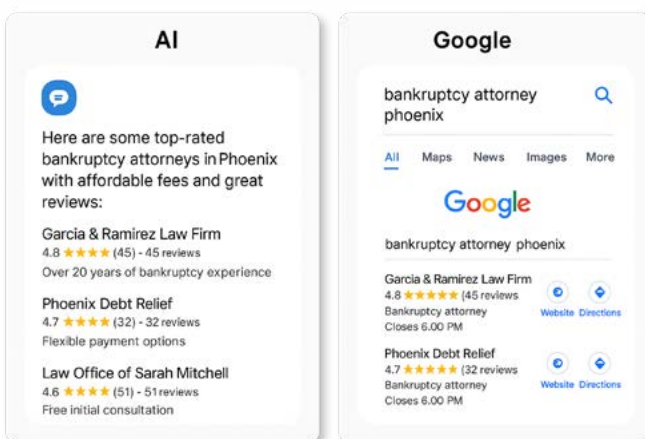 AI
Here are some top-rated
bankruptcy attorneys in Phoenix
with affordable fees and great
reviews:
Garcia & Ramirez Law Firm
4.8 ★★★★ (45) - 45 reviews
Over 20 years of bankruptcy experience
Phoenix Debt Relief
4.7 ★★★★ (32) - 32 reviews
Flexible payment options
Law Office of Sarah Mitchell
4.6 ★★★★ (51) - 51 reviews
Free initial consultation
Google
bankruptcy attorney
phoenix
All Maps News Images More
Google
bankruptcy attorney phoenix
Garcia & Ramirez Law Firm
4.8 ★★★★★ (45 reviews
Bankruptcy attorney
Closes 6.00 PM
Website Directions
Phoenix Debt Relief
4.7 ★★★★★ (32 reviews
Bankruptcy attorney
Closes 6.00 PM
Website Directions